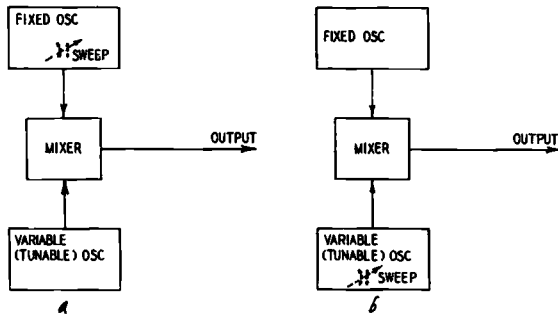 FIXED OSC
SWEEP
MIXER
OUTPUT
VARIABLE
(TUNABLE) OSC
a
FIXED OSC
MIXER
OUTPUT
VARIABLE
(TUNABLE) OSC
SWEEP
b